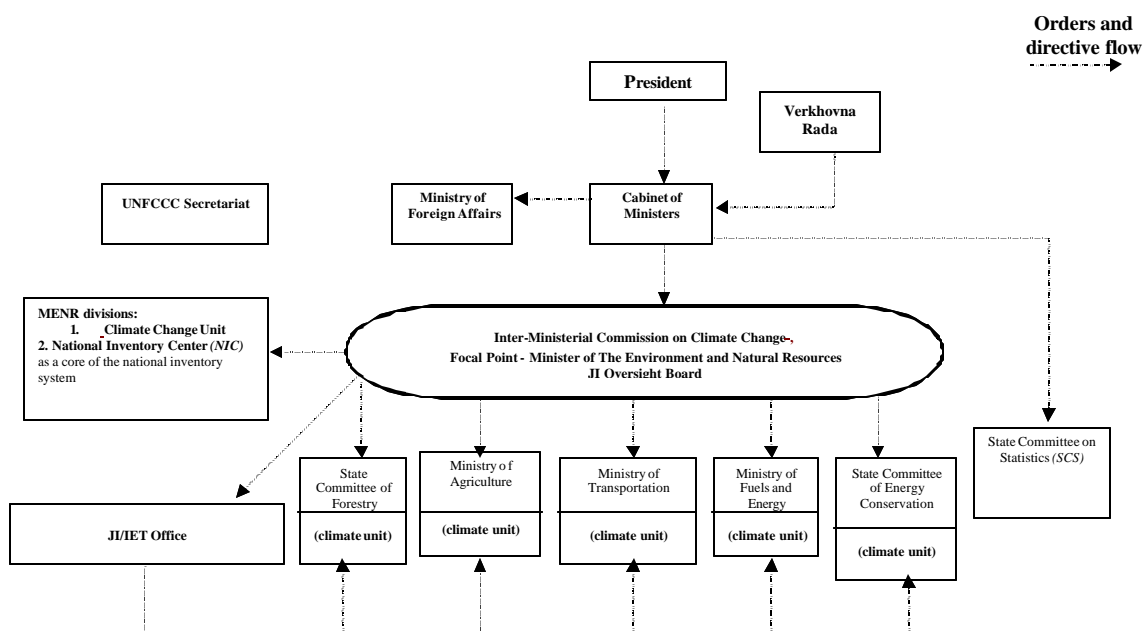 Orders and
directive flow
President
Verkhovna
Rada
UNFCCC Secretariat
Ministry of
Foreign Affairs
Cabinet of
Ministers
MENR divisions:
1. Climate Change Unit
2. National Inventory Center (NIC)
as a core of the national inventory
system
Inter-Ministerial Commission on Climate Change-,
Focal Point - Minister of The Environment and Natural Resources
JI Oversight Board
State Committee on
Statistics (SCS)
State
Committee of
Forestry
(climate unit)
Ministry of
Agriculture
(climate unit)
Ministry of
Transportation
(climate unit)
Ministry of
Fuels and
Energy
(climate unit)
State Committee
of Energy
Conservation
(climate unit)
JI/IET Office